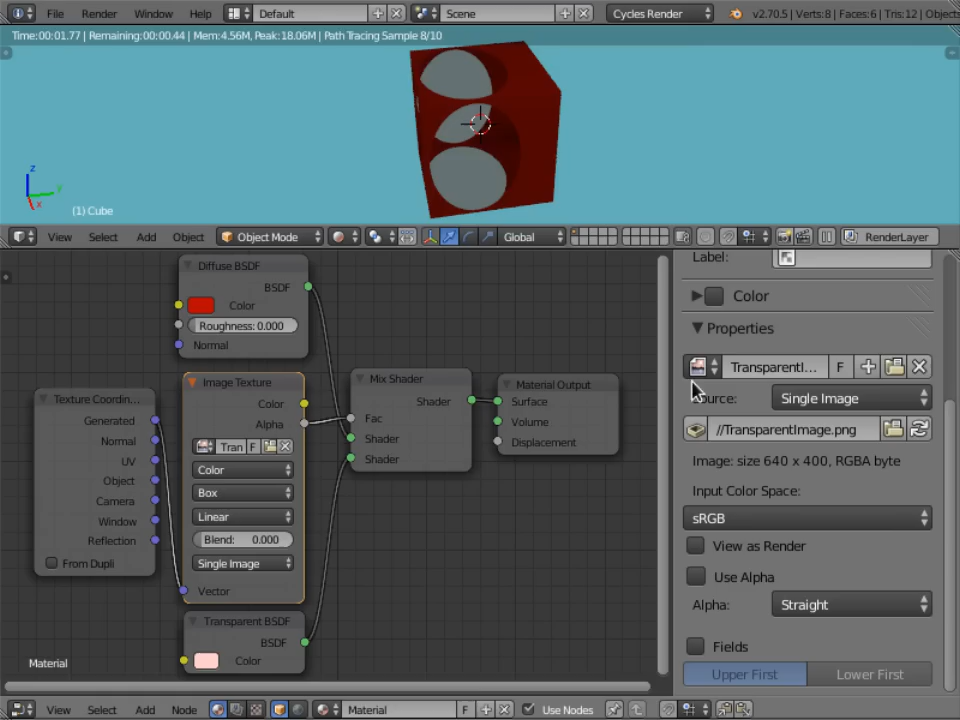 File Render Window Help Default Scene Cycles Render v2.70.5 | Verts:8 | Faces:6 | Tris:12 | Objects
Time:00:01.77 | Remaining:00:00.44 | Mem:4.56M, Peak:18.06M | Path Tracing Sample 8/10
z
y
x
(1) Cube
View Select Add Object Object Mode Global RenderLayer
Diffuse BSDF
BSDF
Color
Roughness: 0.000
Normal
Texture Coordin...
Generated
Normal
UV
Object
Camera
Window
Reflection
From Dupli
Image Texture
Color
Alpha
Tran F
Color
Box
Linear
Blend: 0.000
Single Image
Vector
Transparent BSDF
BSDF
Color
Mix Shader
Shader
Fac
Shader
Shader
Material Output
Surface
Volume
Displacement
Material
Label:
Color
Properties
TransparentI... F
Single Image
//TransparentImage.png
Image: size 640 x 400, RGBA byte
Input Color Space:
sRGB
View as Render
Use Alpha
Alpha: Straight
Fields
Upper First Lower First
View Select Add Node Material F Use Nodes